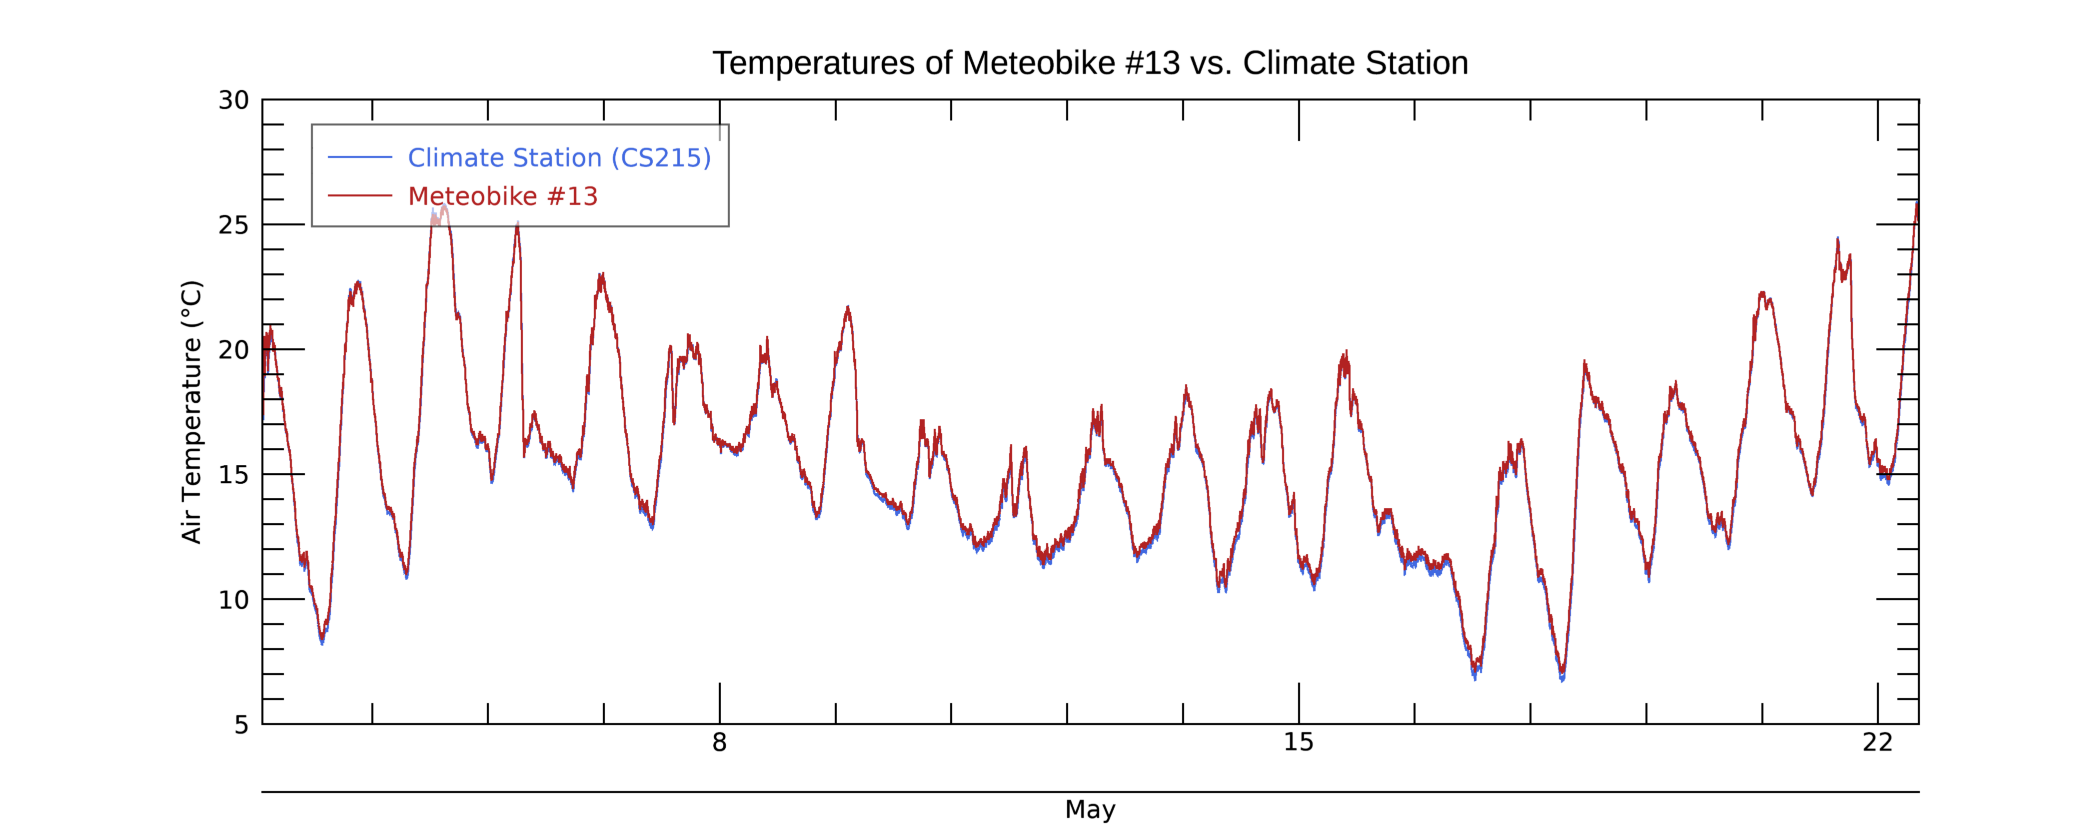 Temperatures of Meteobike #13 vs. Climate Station
30
Climate Station (CS215)
Meteobike #13
25
20
Air Temperature (°C)
15
10
5
8 15 22
May